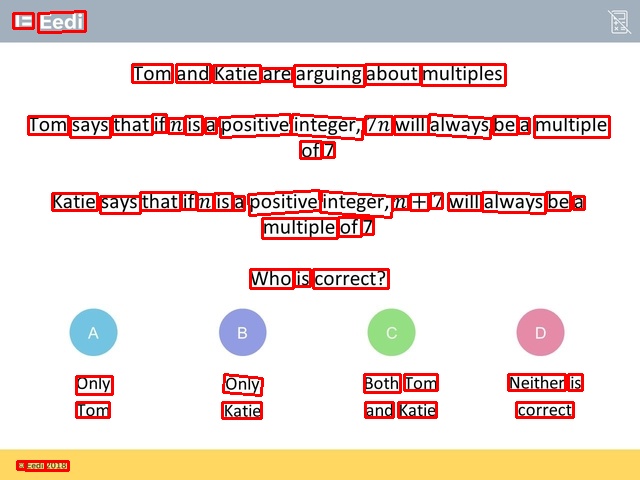 Eedi
Tom and Katie are arguing about multiples
Tom says that if n is a positive integer, 7n will always be a multiple
of 7
Katie says that if n is a positive integer, n + 7 will always be a
multiple of 7
Who is correct?
A B C D
Only Only Both Tom Neither is
Tom Katie and Katie correct
© Eedi 2018